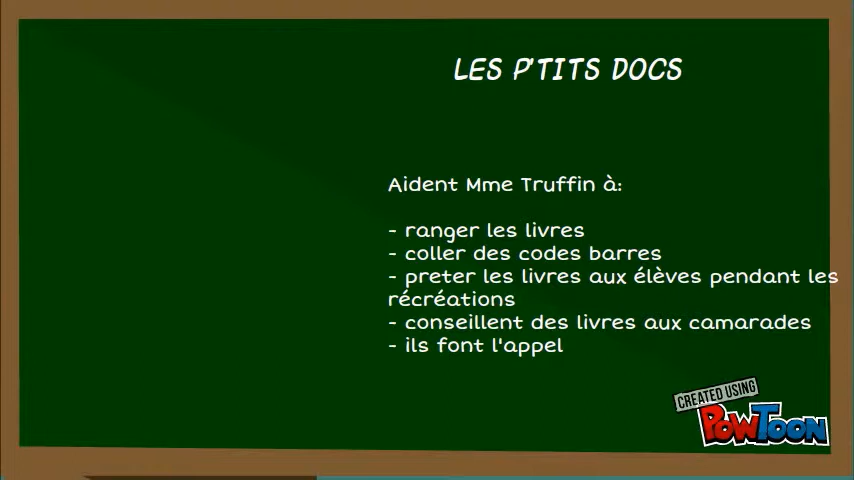 LES P'TITS DOCS
Aident Mme Truffin à:
- ranger les livres
- coller des codes barres
- preter les livres aux élèves pendant les
récréations
- conseillent des livres aux camarades
- ils font l'appel
CREATED USING
POWTOON